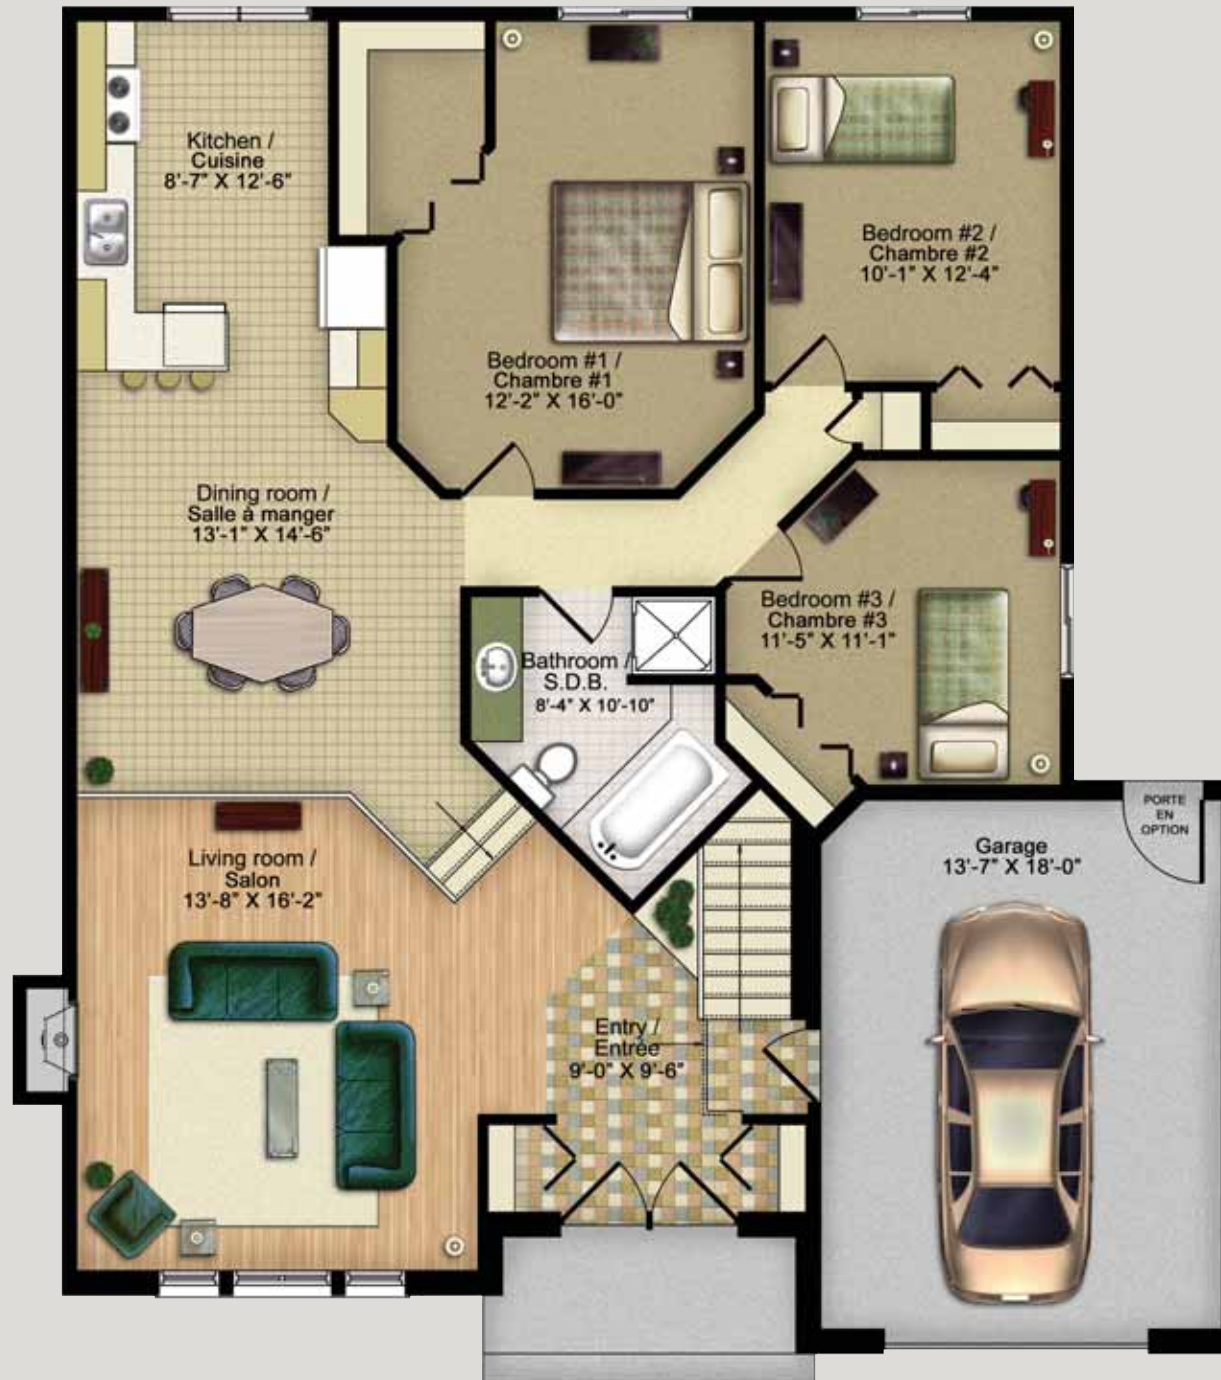 Kitchen /
Cuisine
8'-7" X 12'-6"
Bedroom #2 /
Chambre #2
10'-1" X 12'-4"
Bedroom #1 /
Chambre #1
12'-2" X 16'-0"
Dining room /
Salle à manger
13'-1" X 14'-6"
Bedroom #3 /
Chambre #3
11'-5" X 11'-1"
Bathroom /
S.D.B.
8'-4" X 10'-10"
PORTE
EN
OPTION
Garage
13'-7" X 18'-0"
Living room /
Salon
13'-8" X 16'-2"
Entry /
Entrée
9'-0" X 9'-6"